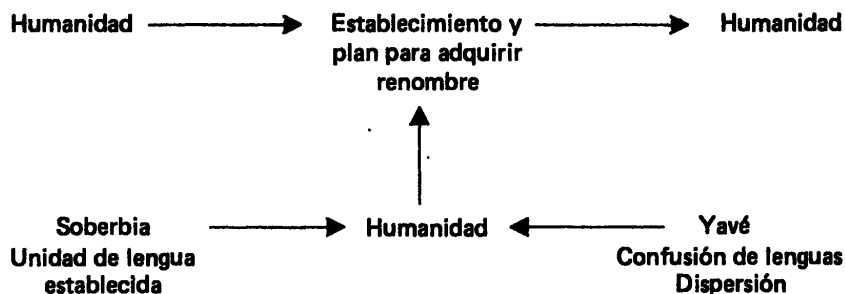 Humanidad
Establecimiento y
plan para adquirir
renombre
Humanidad
Soberbia
Unidad de lengua
establecida
Humanidad
Yavé
Confusión de lenguas
Dispersión